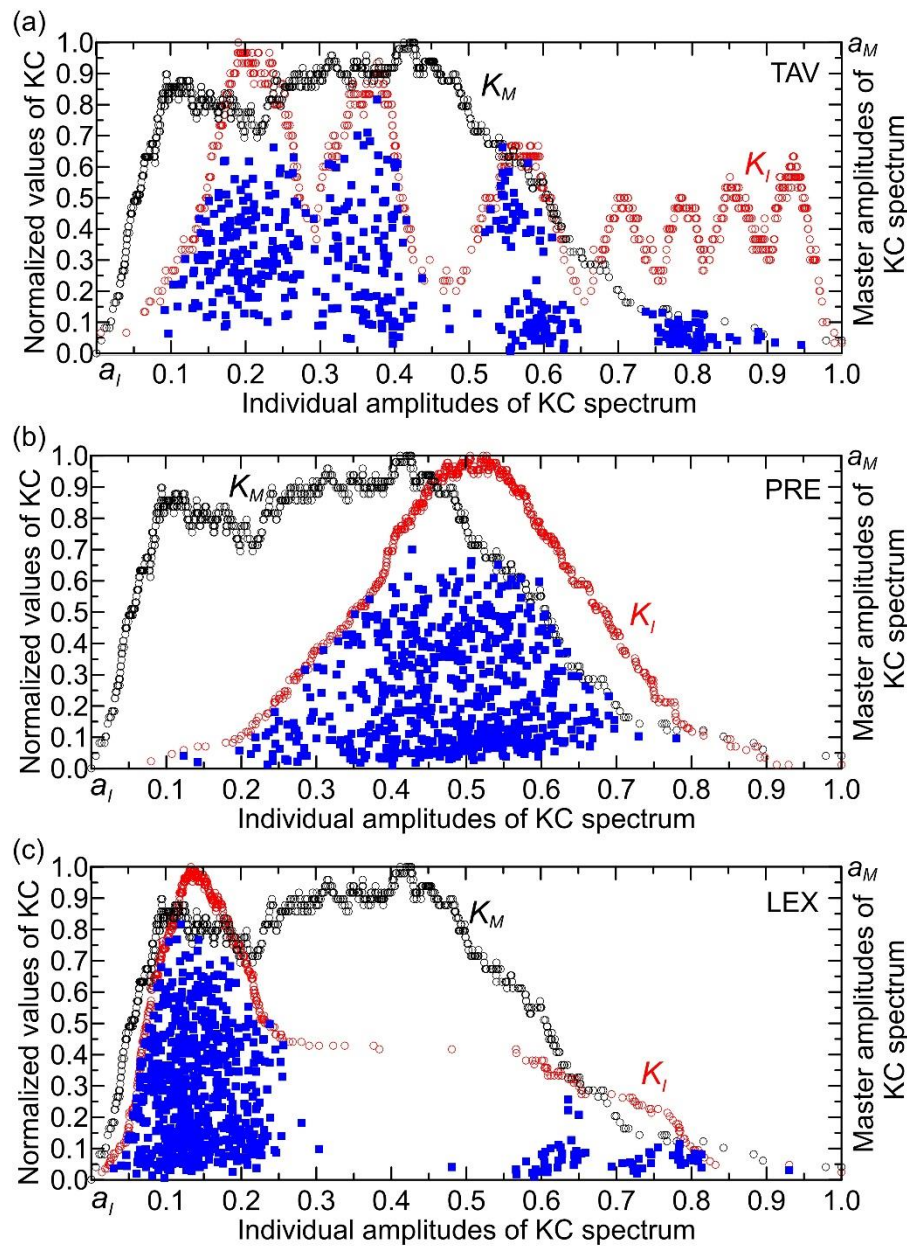 (a)
1.0
0.9
0.8
0.7
0.6
0.5
0.4
0.3
0.2
0.1
0.0
Normalized values of KC
TAV
K_M
K_I
a_M
Master amplitudes of
KC spectrum
a_I 0.1 0.2 0.3 0.4 0.5 0.6 0.7 0.8 0.9 1.0
Individual amplitudes of KC spectrum
(b)
1.0
0.9
0.8
0.7
0.6
0.5
0.4
0.3
0.2
0.1
0.0
Normalized values of KC
K_M
PRE
K_I
a_M
Master amplitudes of
KC spectrum
a_I 0.1 0.2 0.3 0.4 0.5 0.6 0.7 0.8 0.9 1.0
Individual amplitudes of KC spectrum
(c)
1.0
0.9
0.8
0.7
0.6
0.5
0.4
0.3
0.2
0.1
0.0
Normalized values of KC
K_M
LEX
K_I
a_M
Master amplitudes of
KC spectrum
a_I 0.1 0.2 0.3 0.4 0.5 0.6 0.7 0.8 0.9 1.0
Individual amplitudes of KC spectrum